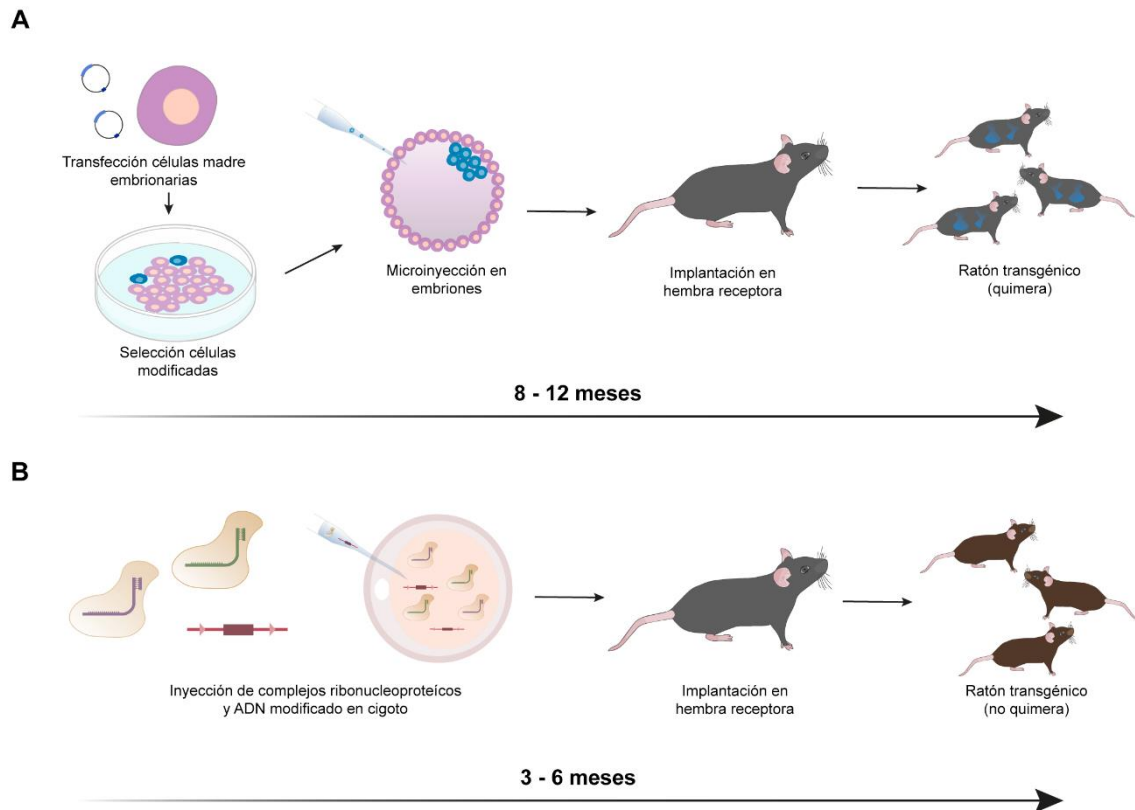 A
Transfección células madre
embrionarias
Selección células
modificadas
Microinyección en
embriones
Implantación en
hembra receptora
Ratón transgénico
(quimera)
8 - 12 meses
B
Inyección de complejos ribonucleoproteícos
y ADN modificado en cigoto
Implantación en
hembra receptora
Ratón transgénico
(no quimera)
3 - 6 meses